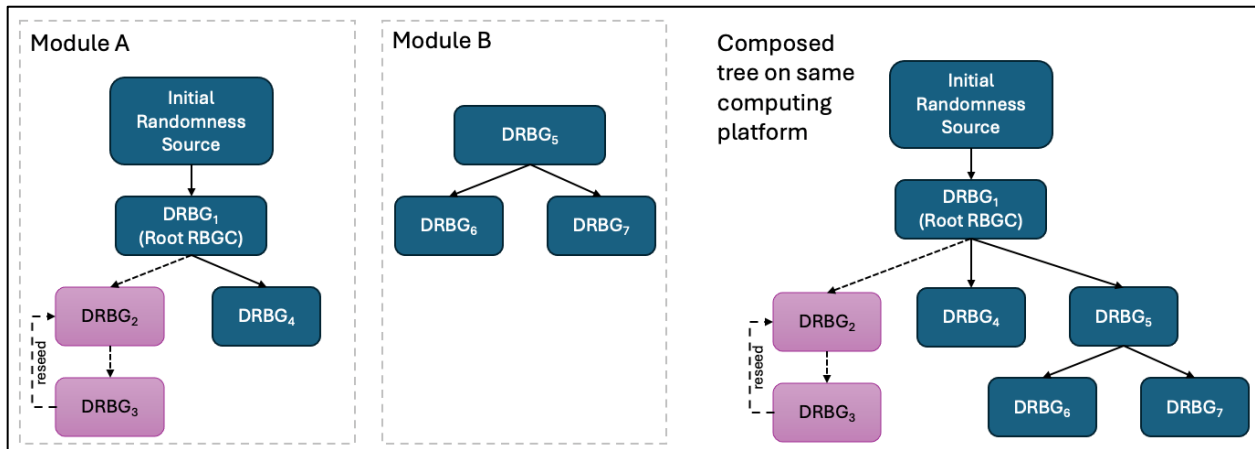 Module A
Initial
Randomness
Source
DRBG₁
(Root RBGC)
DRBG₂
DRBG₄
reseed
DRBG₃
Module B
DRBG₅
DRBG₆
DRBG₇
Composed
tree on same
computing
platform
Initial
Randomness
Source
DRBG₁
(Root RBGC)
DRBG₂
DRBG₄
DRBG₅
reseed
DRBG₃
DRBG₆
DRBG₇